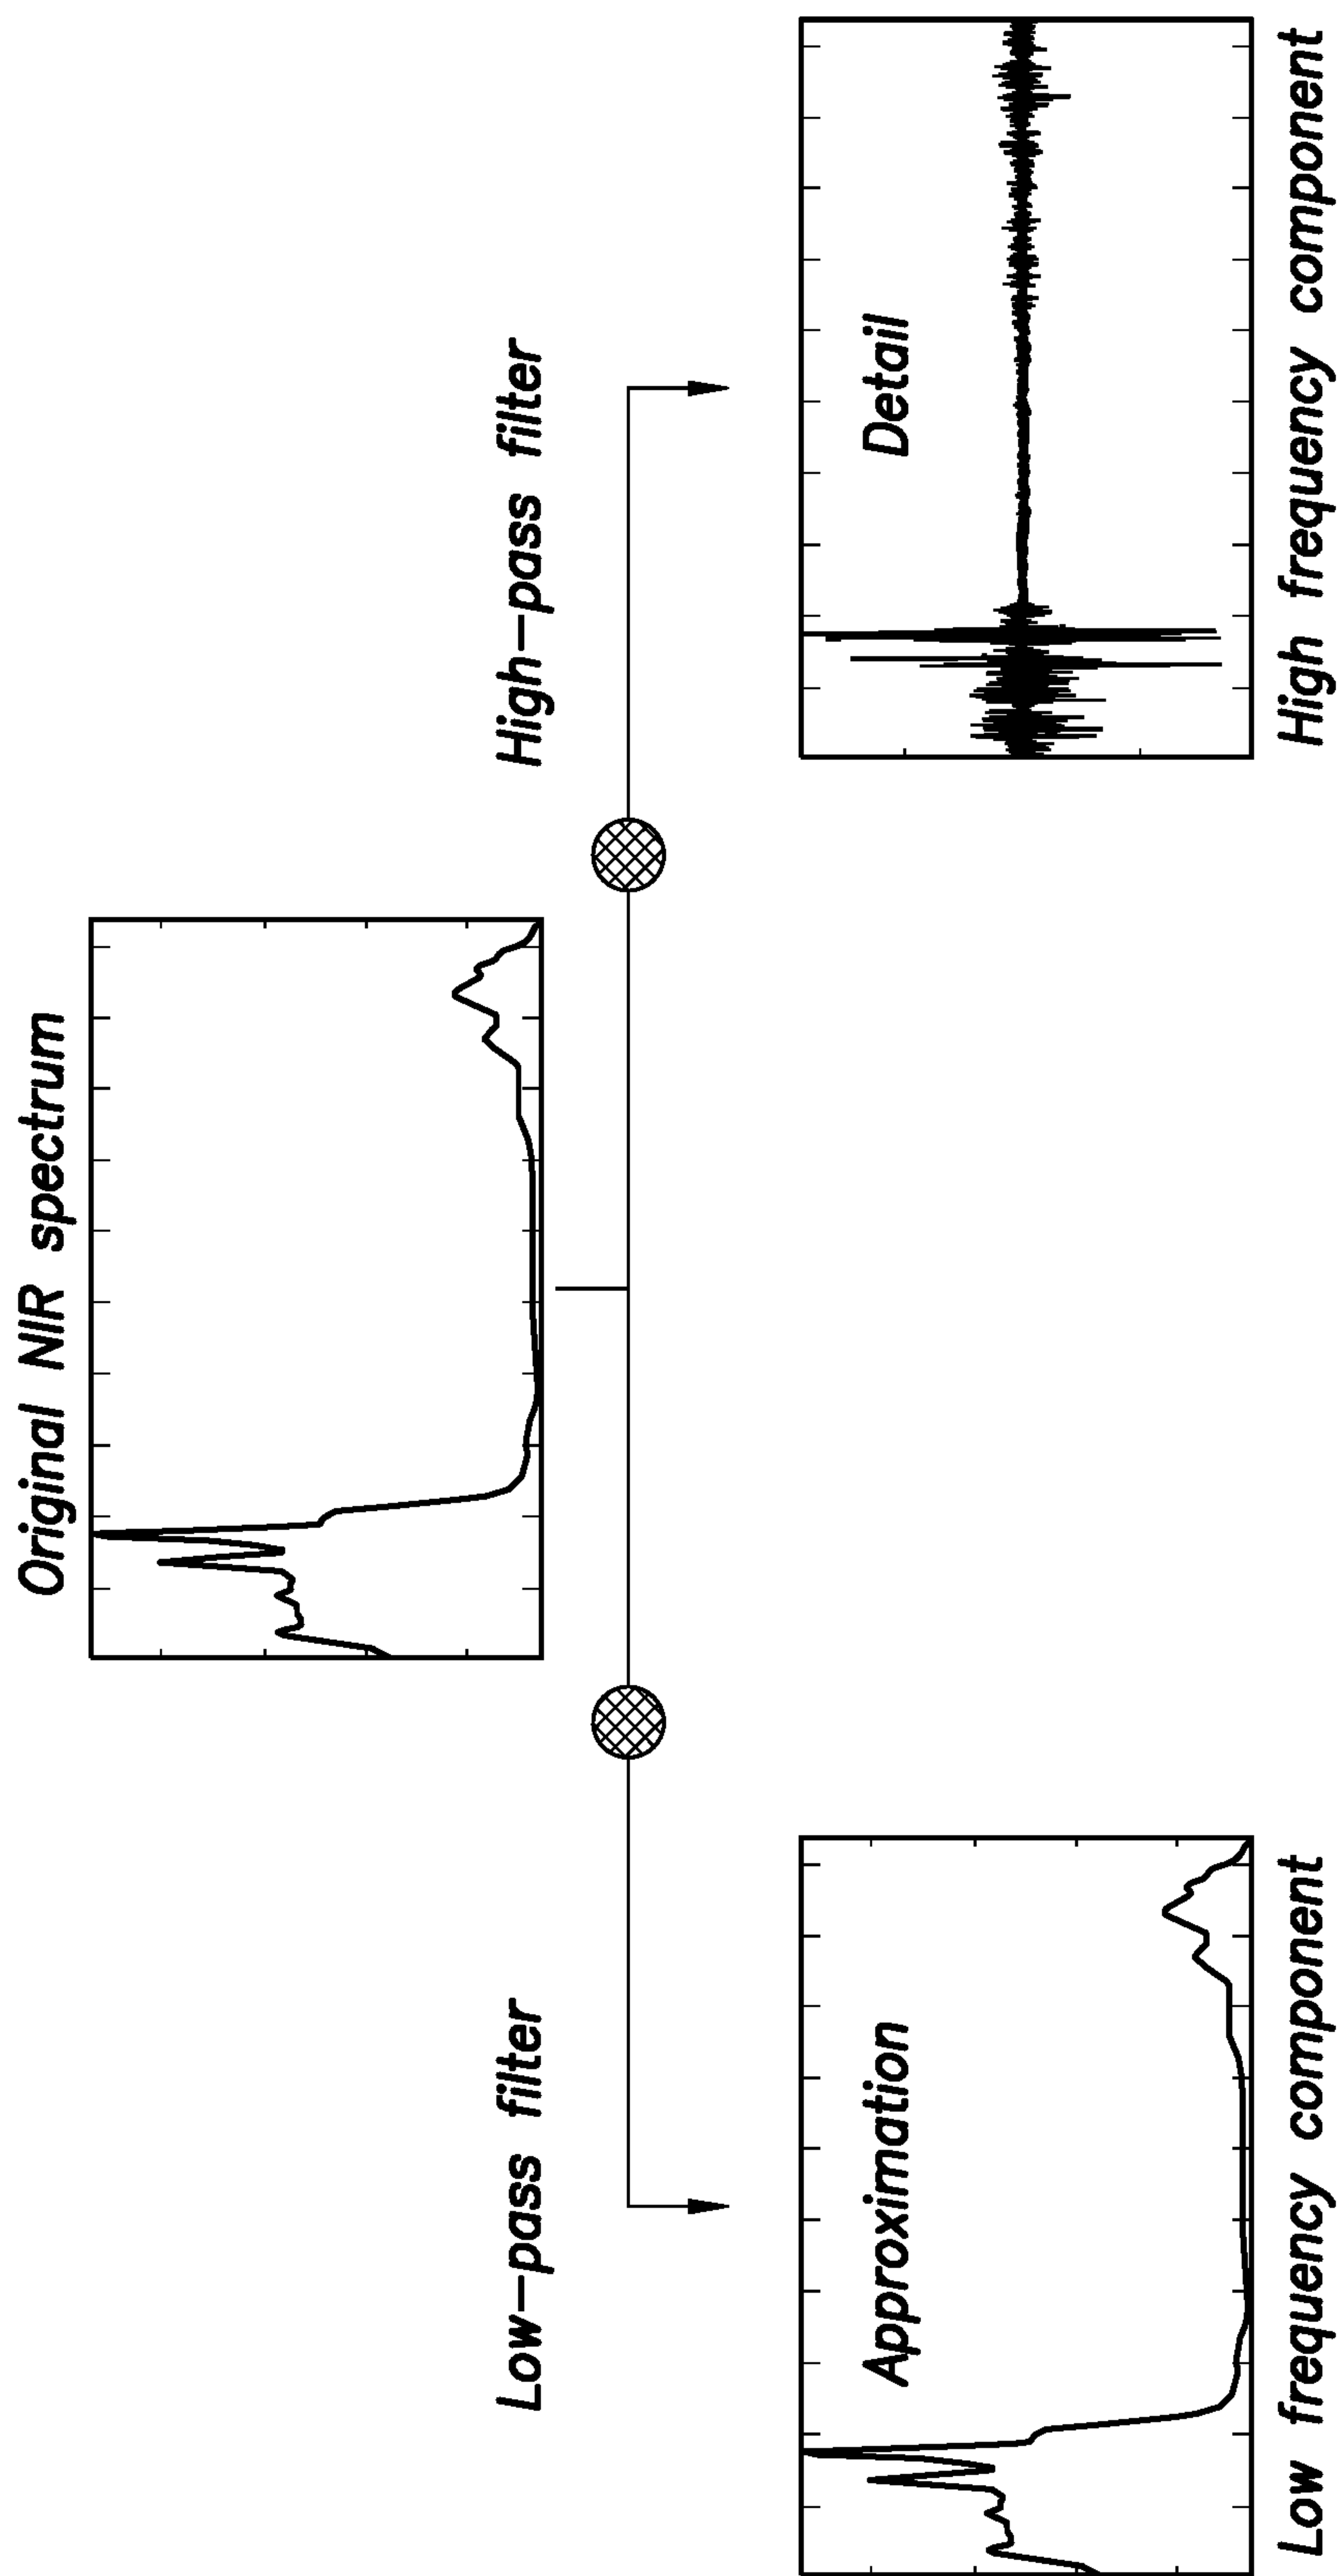 Original NIR spectrum
Low-pass filter
High-pass filter
Approximation
Detail
Low frequency component
High frequency component